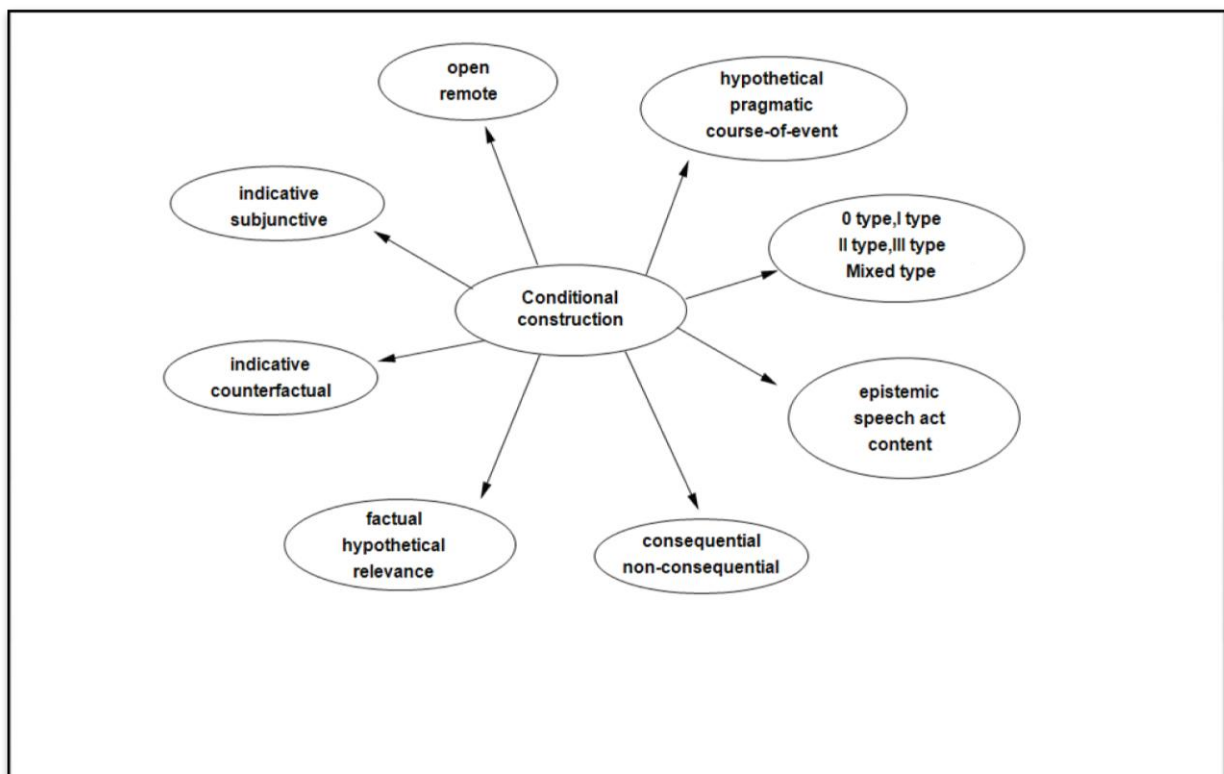 open
remote
hypothetical
pragmatic
course-of-event
indicative
subjunctive
0 type,I type
II type,III type
Mixed type
Conditional
construction
indicative
counterfactual
epistemic
speech act
content
factual
hypothetical
relevance
consequential
non-consequential